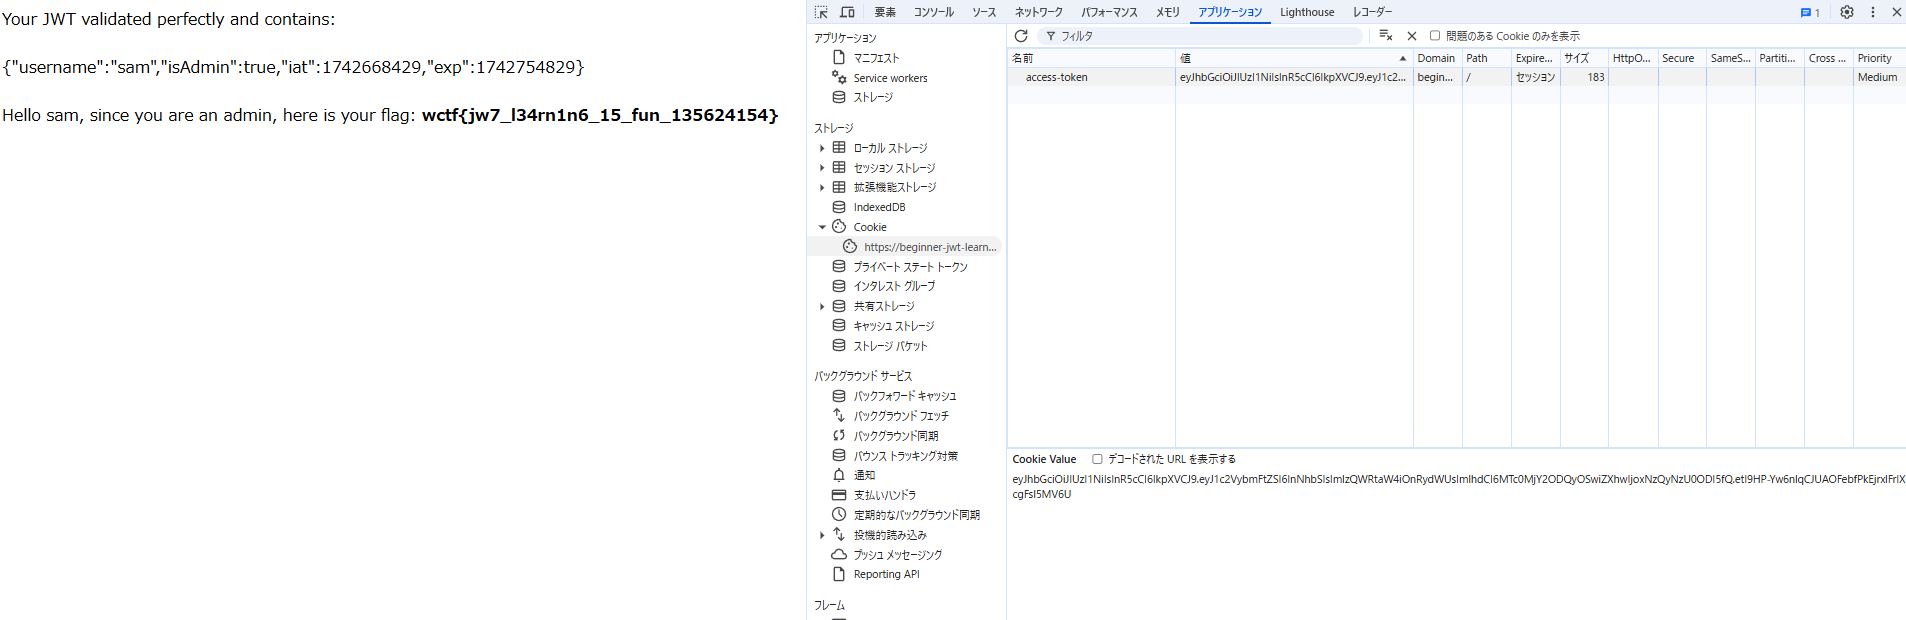 Your JWT validated perfectly and contains:
{"username":"sam","isAdmin":true,"iat":1742668429,"exp":1742754829}
Hello sam, since you are an admin, here is your flag: wctf{jw7_l34rn1n6_15_fun_135624154}
要素 コンソール ソース ネットワーク パフォーマンス メモリ アプリケーション Lighthouse レコーダー 1
アプリケーション
マニフェスト
Service workers
ストレージ
ストレージ
ローカル ストレージ
セッション ストレージ
拡張機能ストレージ
IndexedDB
Cookie
https://beginner-jwt-learn...
プライベート ステート トークン
インタレスト グループ
共有ストレージ
キャッシュ ストレージ
ストレージ バケット
バックグラウンド サービス
バックフォワード キャッシュ
バックグラウンド フェッチ
バックグラウンド同期
バウンス トラッキング対策
通知
支払いハンドラ
定期的なバックグラウンド同期
投機的読み込み
プッシュ メッセージング
Reporting API
フレーム
フィルタ 問題のある Cookie のみを表示
名前 値 Domain Path Expire... サイズ HttpO... Secure SameS... Partiti... Cross ... Priority
access-token eyJhbGciOiJIUzI1NiIsInR5cCI6IkpXVCJ9.eyJ1c2... begin... / セッション 183 Medium
Cookie Value デコードされた URL を表示する
cgFsI5MV6U